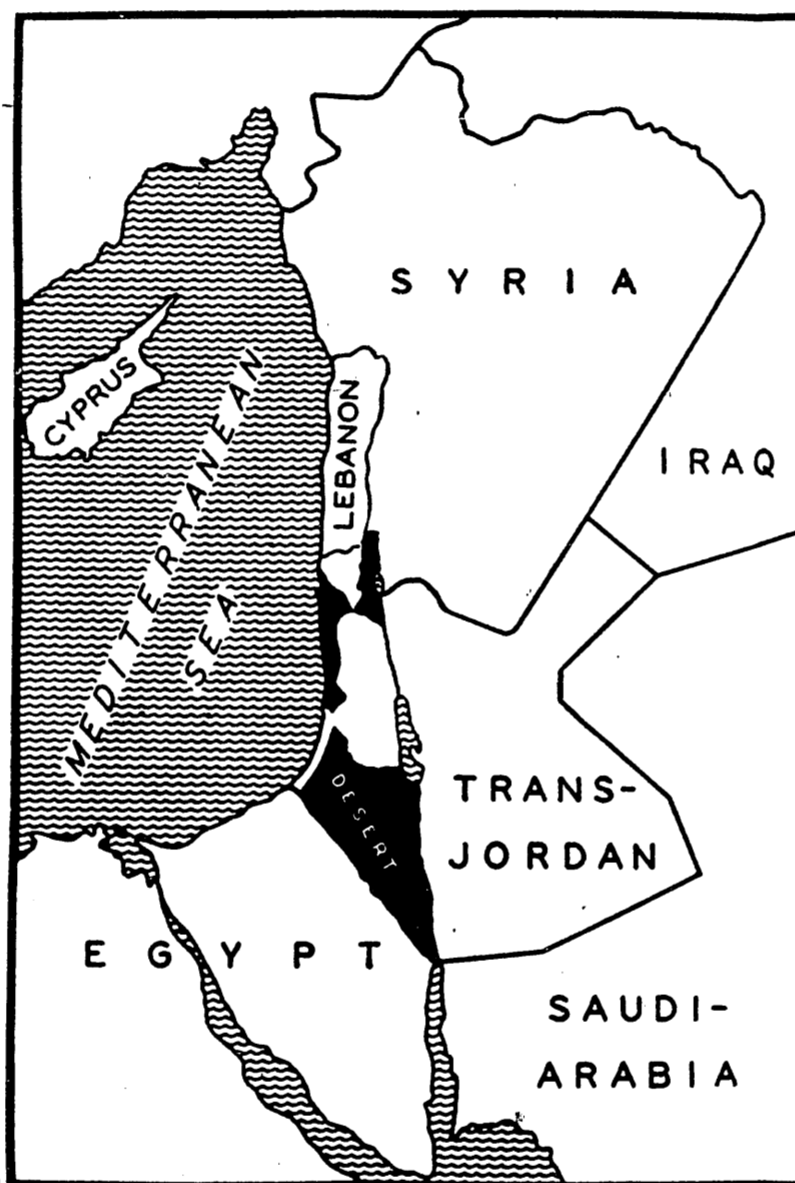 SYRIA
CYPRUS
MEDITERRANEAN
SEA
LEBANON
IRAQ
DESERT
TRANS-
JORDAN
EGYPT
SAUDI-
ARABIA